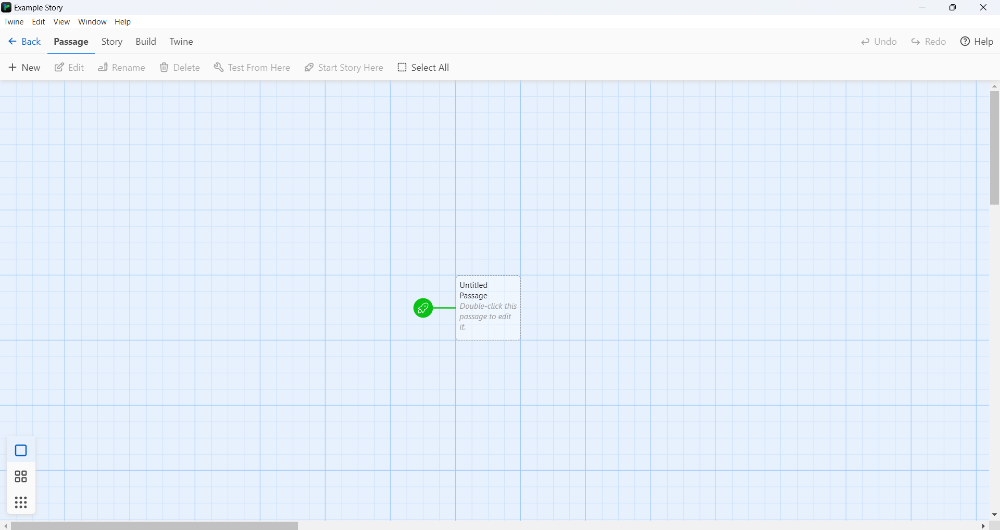 Example Story
Twine Edit View Window Help
Back Passage Story Build Twine Undo Redo Help
New Edit Rename Delete Test From Here Start Story Here Select All
Untitled
Passage
Double-click this
passage to edit
it.